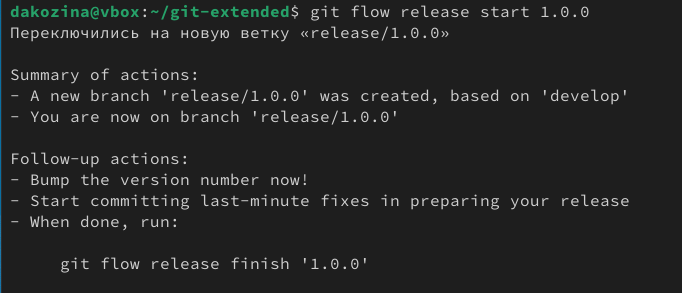 dakozina@vbox:~/git-extended$ git flow release start 1.0.0
Переключились на новую ветку «release/1.0.0»
Summary of actions:
- A new branch 'release/1.0.0' was created, based on 'develop'
- You are now on branch 'release/1.0.0'
Follow-up actions:
- Bump the version number now!
- Start committing last-minute fixes in preparing your release
- When done, run:
git flow release finish '1.0.0'